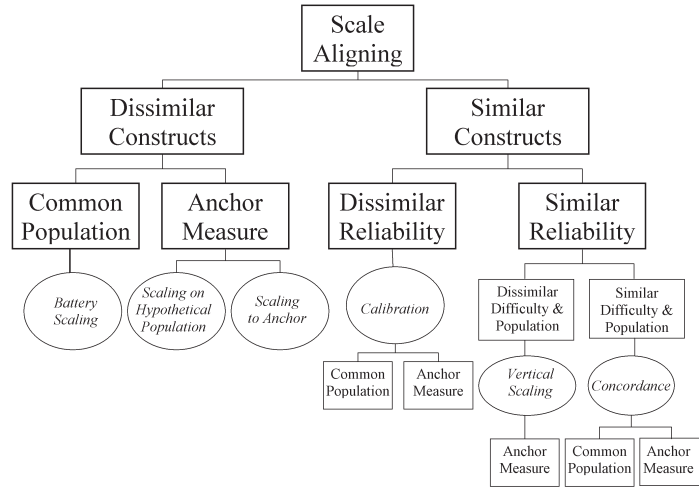 Scale
Aligning
Dissimilar
Constructs
Similar
Constructs
Common
Population
Anchor
Measure
Dissimilar
Reliability
Similar
Reliability
Battery
Scaling
Scaling on
Hypothetical
Population
Scaling
to Anchor
Calibration
Dissimilar
Difficulty &
Population
Similar
Difficulty &
Population
Common
Population
Anchor
Measure
Vertical
Scaling
Concordance
Anchor
Measure
Common
Population
Anchor
Measure